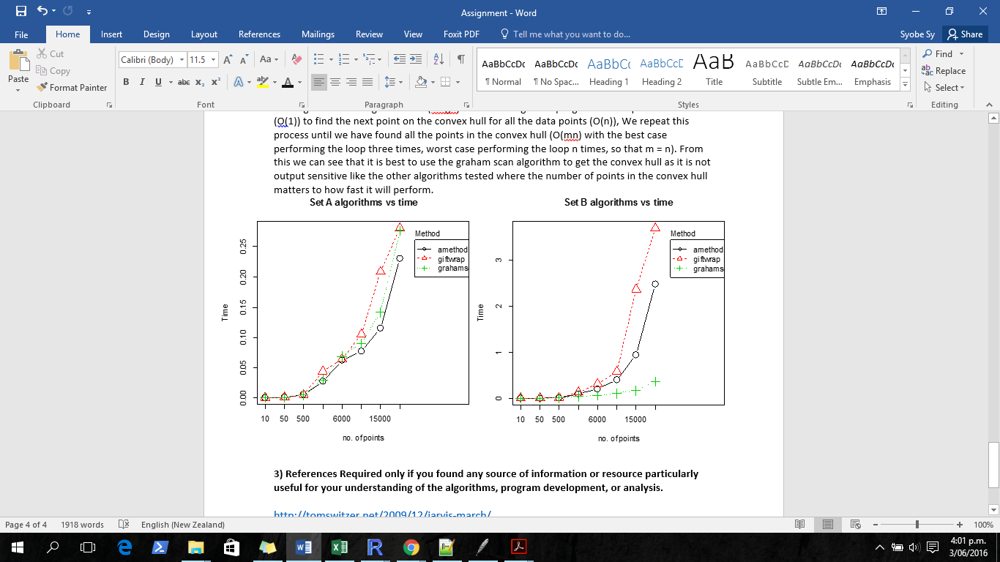 Assignment - Word
File Home Insert Design Layout References Mailings Review View Foxit PDF Tell me what you want to do... Syobe Sy Share
Cut
Copy
Paste
Format Painter
Calibri (Body) 11.5
AaBbCcDc AaBbCcDc AaBbCc AaBbCcD AaB AaBbCcD AaBbCcDc AaBbCcDc
¶ Normal ¶ No Spac... Heading 1 Heading 2 Title Subtitle Subtle Em... Emphasis
Find
Replace
Select
Clipboard Font Paragraph Styles Editing
(O(1)) to find the next point on the convex hull for all the data points (O(n)), We repeat this
process until we have found all the points in the convex hull (O(mn) with the best case
performing the loop three times, worst case performing the loop n times, so that m = n). From
this we can see that it is best to use the graham scan algorithm to get the convex hull as it is not
output sensitive like the other algorithms tested where the number of points in the convex hull
matters to how fast it will perform.
Set A algorithms vs time
Time
0.25
0.20
0.15
0.10
0.05
0.00
Method
amethod
giftwrap
grahams
10 50 500 6000 15000
no. of points
Set B algorithms vs time
Time
3
2
1
0
Method
amethod
giftwrap
grahams
10 50 500 6000 15000
no. of points
3) References Required only if you found any source of information or resource particularly
useful for your understanding of the algorithms, program development, or analysis.
http://tomswitzer.net/2009/12/jarvis-march/
Page 4 of 4 1918 words English (New Zealand) 100%
4:01 p.m.
3/06/2016